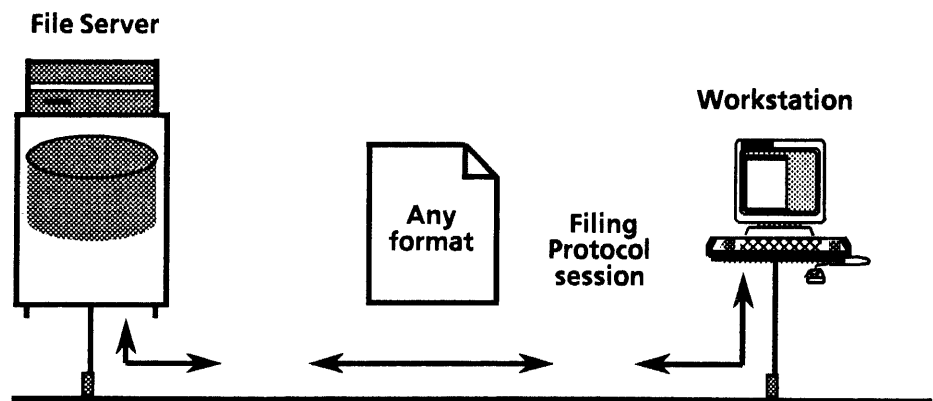 File Server
Workstation
Any
format
Filing
Protocol
session